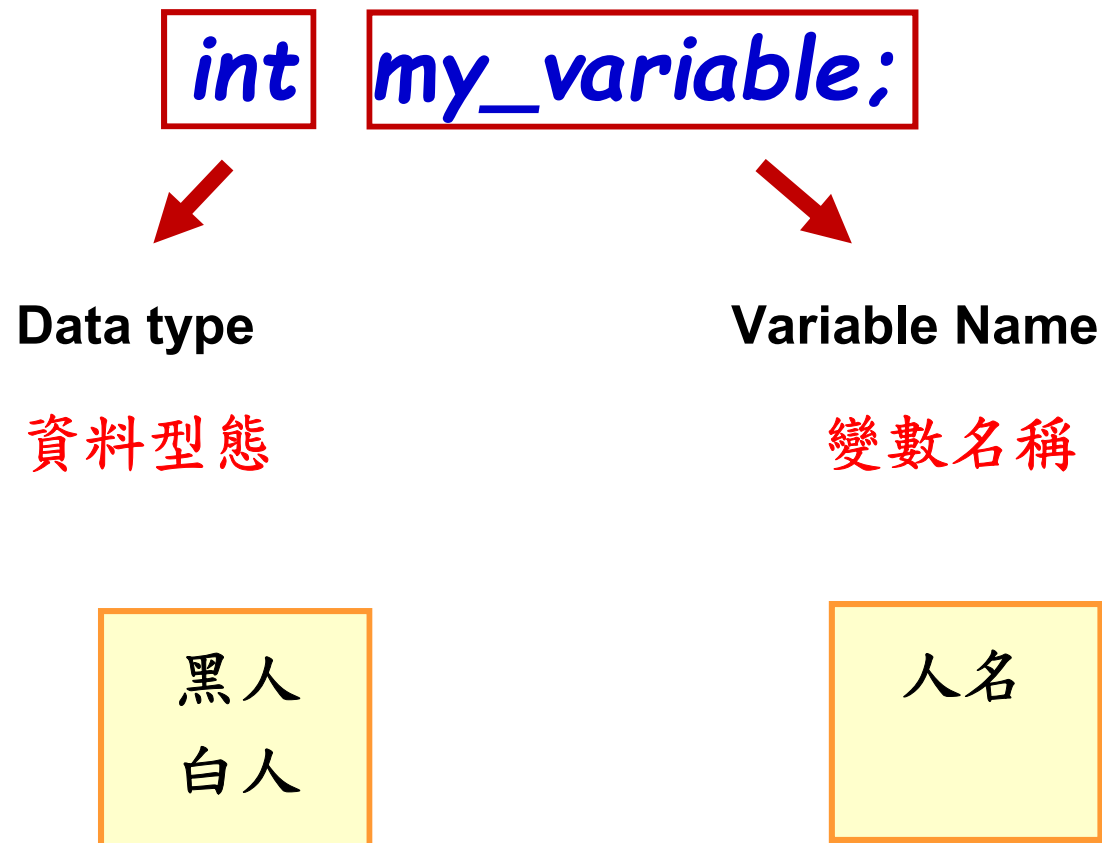 int my_variable;
Data type
Variable Name
資料型態
變數名稱
黑人
白人
人名